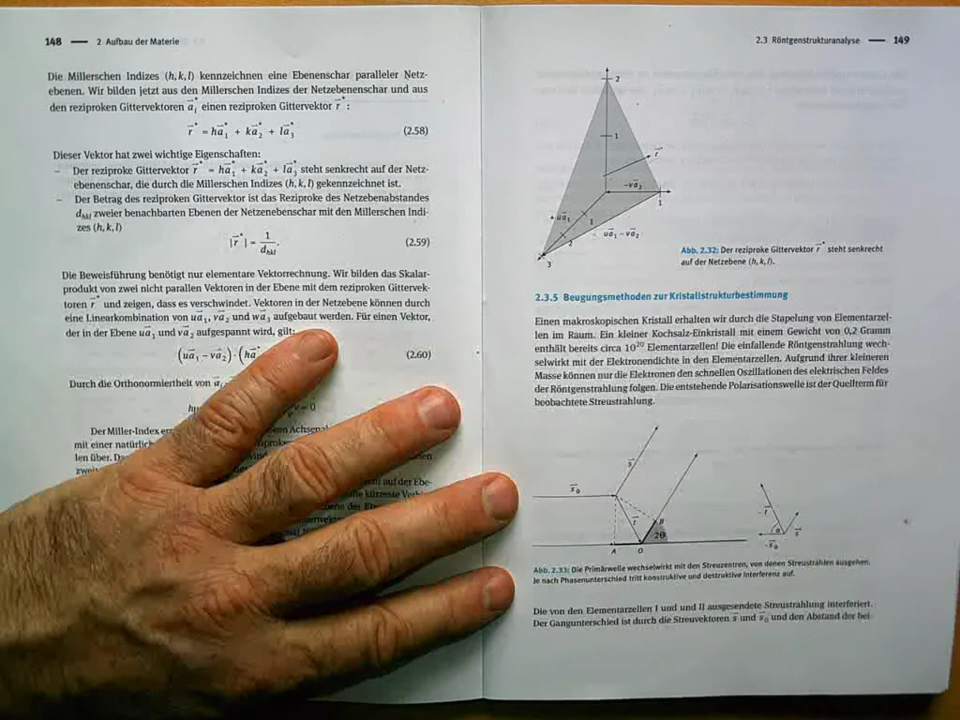 148 — 2 Aufbau der Materie
Die Millerschen Indizes (h, k, l) kennzeichnen eine Ebenenschar paralleler Netz-
ebenen. Wir bilden jetzt aus den Millerschen Indizes der Netzebenenschar und aus
den reziproken Gittervektoren a⃗ᵢ* einen reziproken Gittervektor r⃗*:
r⃗* = ha⃗₁* + ka⃗₂* + la⃗₃* (2.58)
Dieser Vektor hat zwei wichtige Eigenschaften:
– Der reziproke Gittervektor r⃗* = ha⃗₁* + ka⃗₂* + la⃗₃* steht senkrecht auf der Netz-
ebenenschar, die durch die Millerschen Indizes (h, k, l) gekennzeichnet ist.
– Der Betrag des reziproken Gittervektor ist das Reziproke des Netzebenabstandes
dhkl zweier benachbarten Ebenen der Netzenebenschar mit den Millerschen Indi-
zes (h, k, l)
|r⃗*| = 1/dhkl. (2.59)
Die Beweisführung benötigt nur elementare Vektorrechnung. Wir bilden das Skalar-
produkt von zwei nicht parallen Vektoren in der Ebene mit dem reziproken Gittervek-
toren r⃗* und zeigen, dass es verschwindet. Vektoren in der Netzebene können durch
eine Linearkombination von ua⃗₁, va⃗₂ und wa⃗₃ aufgebaut werden. Für einen Vektor,
der in der Ebene ua⃗₁ und va⃗₂ aufgespannt wird, gilt:
(ua⃗₁ − va⃗₂) · (ha⃗ (2.60)
Durch die Orthonormiertheit von a⃗
Der Miller-Index Achsen
mit einer natürlic
len über.
auf der Ebe-
kürzeste
2.3 Röntgenstrukturanalyse — 149
2
1
r⃗
−va⃗₂
1
ua⃗₁
1
ua⃗₁ − va⃗₂
2
3
Abb. 2.32: Der reziproke Gittervektor r⃗* steht senkrecht
auf der Netzebene (h, k, l).
2.3.5 Beugungsmethoden zur Kristallstrukturbestimmung
Einen makroskopischen Kristall erhalten wir durch die Stapelung von Elementarzel-
len im Raum. Ein kleiner Kochsalz-Einkristall mit einem Gewicht von 0,2 Gramm
enthält bereits circa 10²⁰ Elementarzellen! Die einfallende Röntgenstrahlung wech-
selwirkt mit der Elektronendichte in den Elementarzellen. Aufgrund ihrer kleineren
Masse können nur die Elektronen den schnellen Oszillationen des elektrischen Feldes
der Röntgenstrahlung folgen. Die entstehende Polarisationswelle ist der Quellterm für
beobachtete Streustrahlung.
s⃗
s⃗₀
r⃗
B
2Θ
A O
r⃗
α
s⃗
−s⃗₀
Abb. 2.33: Die Primärwelle wechselwirkt mit den Streuzentren, von denen Streustrahlen ausgehen.
Je nach Phasenunterschied tritt konstruktive und destruktive Interferenz auf.
Die von den Elementarzellen I und und II ausgesendete Streustrahlung interferiert.
Der Gangunterschied ist durch die Streuvektoren s⃗ und s⃗₀ und den Abstand der bei-